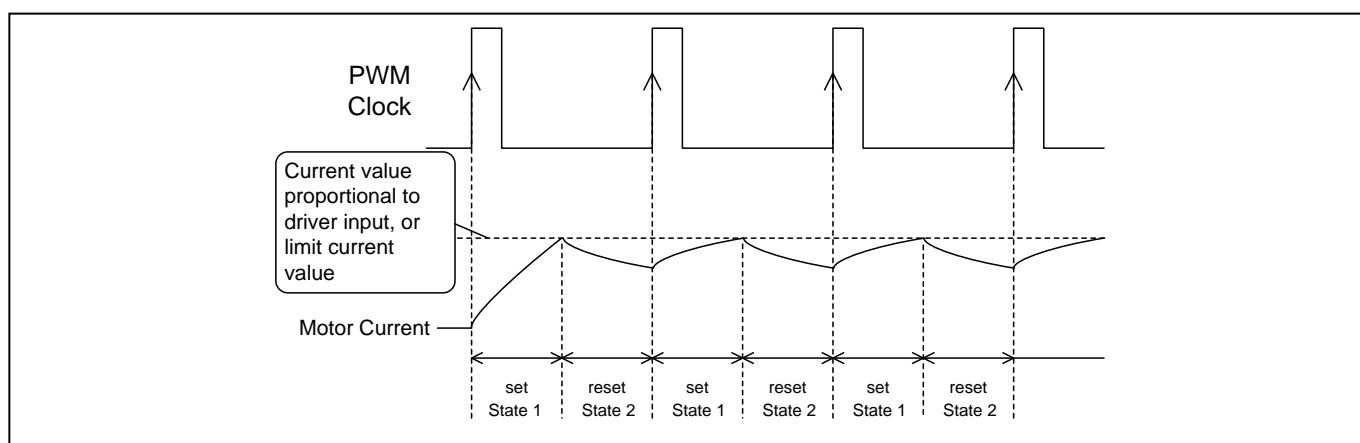 PWM
Clock
Current value
proportional to
driver input, or
limit current
value
Motor Current
set
State 1
reset
State 2
set
State 1
reset
State 2
set
State 1
reset
State 2